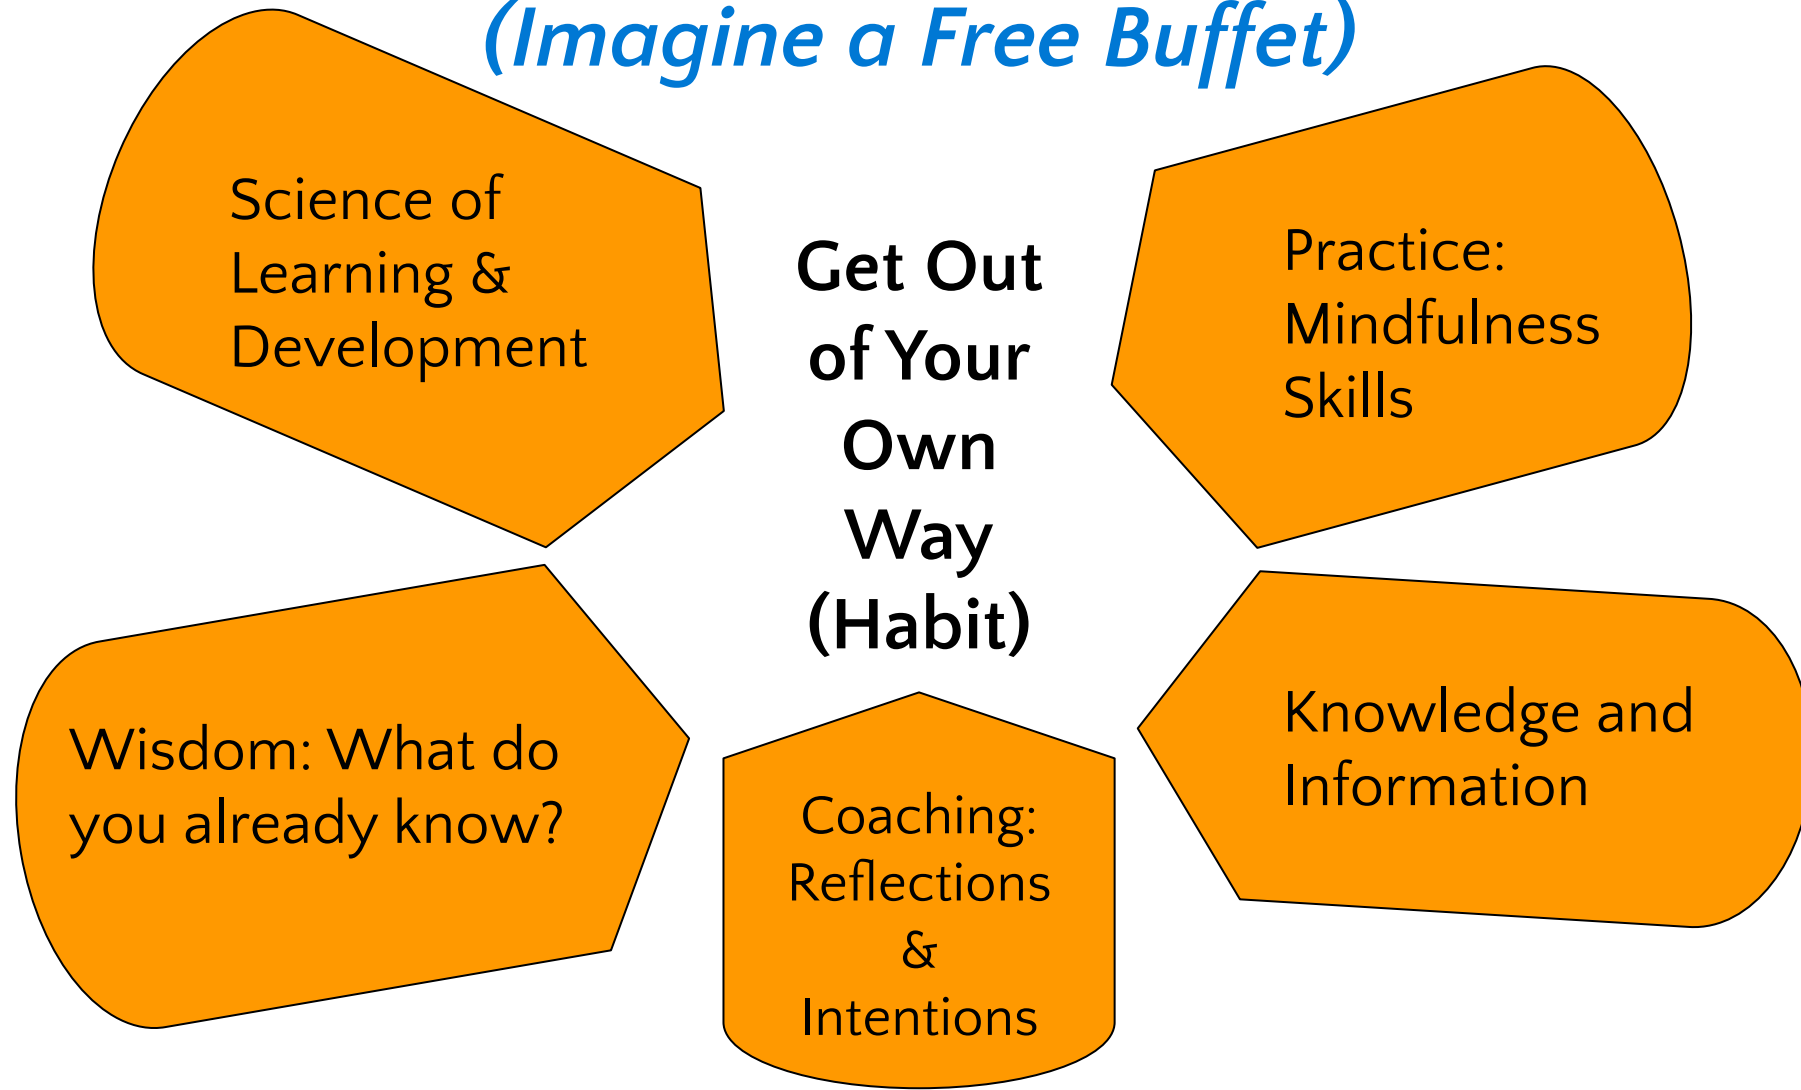 (Imagine a Free Buffet)
Science of
Learning &
Development
Get Out
of Your
Own
Way
(Habit)
Practice:
Mindfulness
Skills
Wisdom: What do
you already know?
Coaching:
Reflections
&
Intentions
Knowledge and
Information